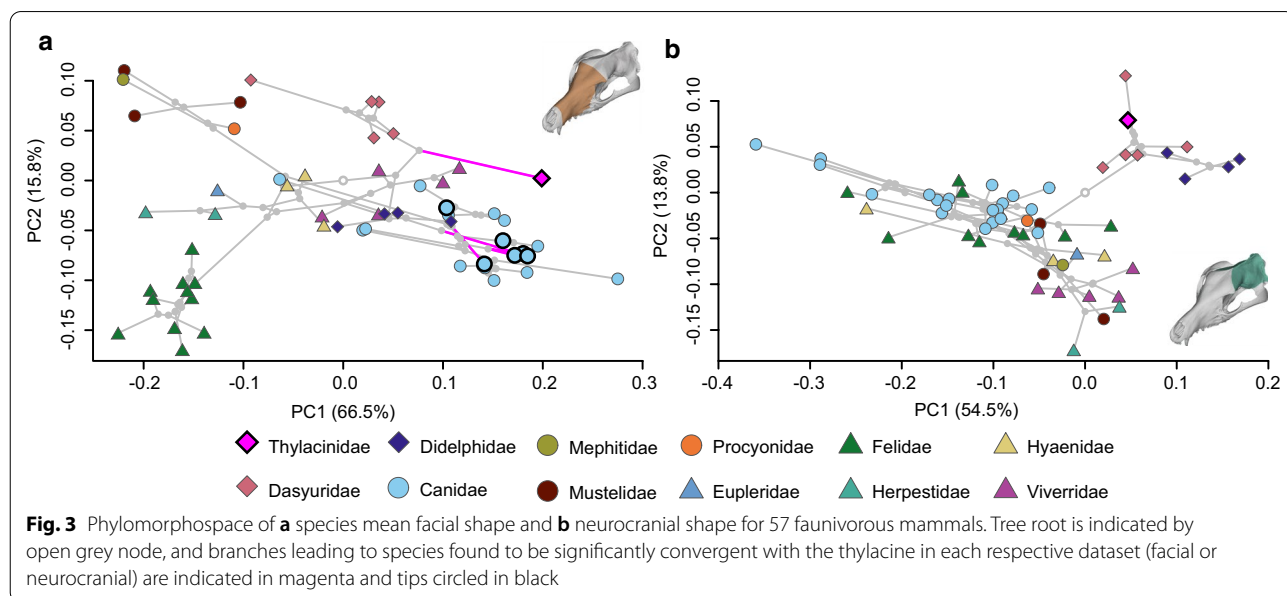 a
b
PC2 (15.8%)
0.10
0.05
0.00
-0.05
-0.10
-0.15
-0.2
-0.1
0.0
0.1
0.2
0.3
PC1 (66.5%)
PC2 (13.8%)
0.10
0.05
0.00
-0.05
-0.10
-0.15
-0.4
-0.2
-0.1
0.0
0.1
0.2
PC1 (54.5%)
Thylacinidae Didelphidae Mephitidae Procyonidae Felidae Hyaenidae
Dasyuridae Canidae Mustelidae Eupleridae Herpestidae Viverridae
Fig. 3 Phylomorphospace of a species mean facial shape and b neurocranial shape for 57 faunivorous mammals. Tree root is indicated by
open grey node, and branches leading to species found to be significantly convergent with the thylacine in each respective dataset (facial or
neurocranial) are indicated in magenta and tips circled in black